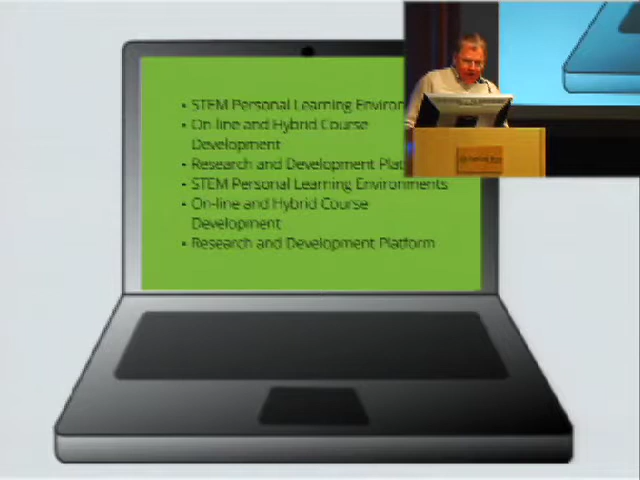 • STEM Personal Learning Environ
• On-line and Hybrid Course
Development
• Research and Development Plat
• STEM Personal Learning Environments
• On-line and Hybrid Course
Development
• Research and Development Platform